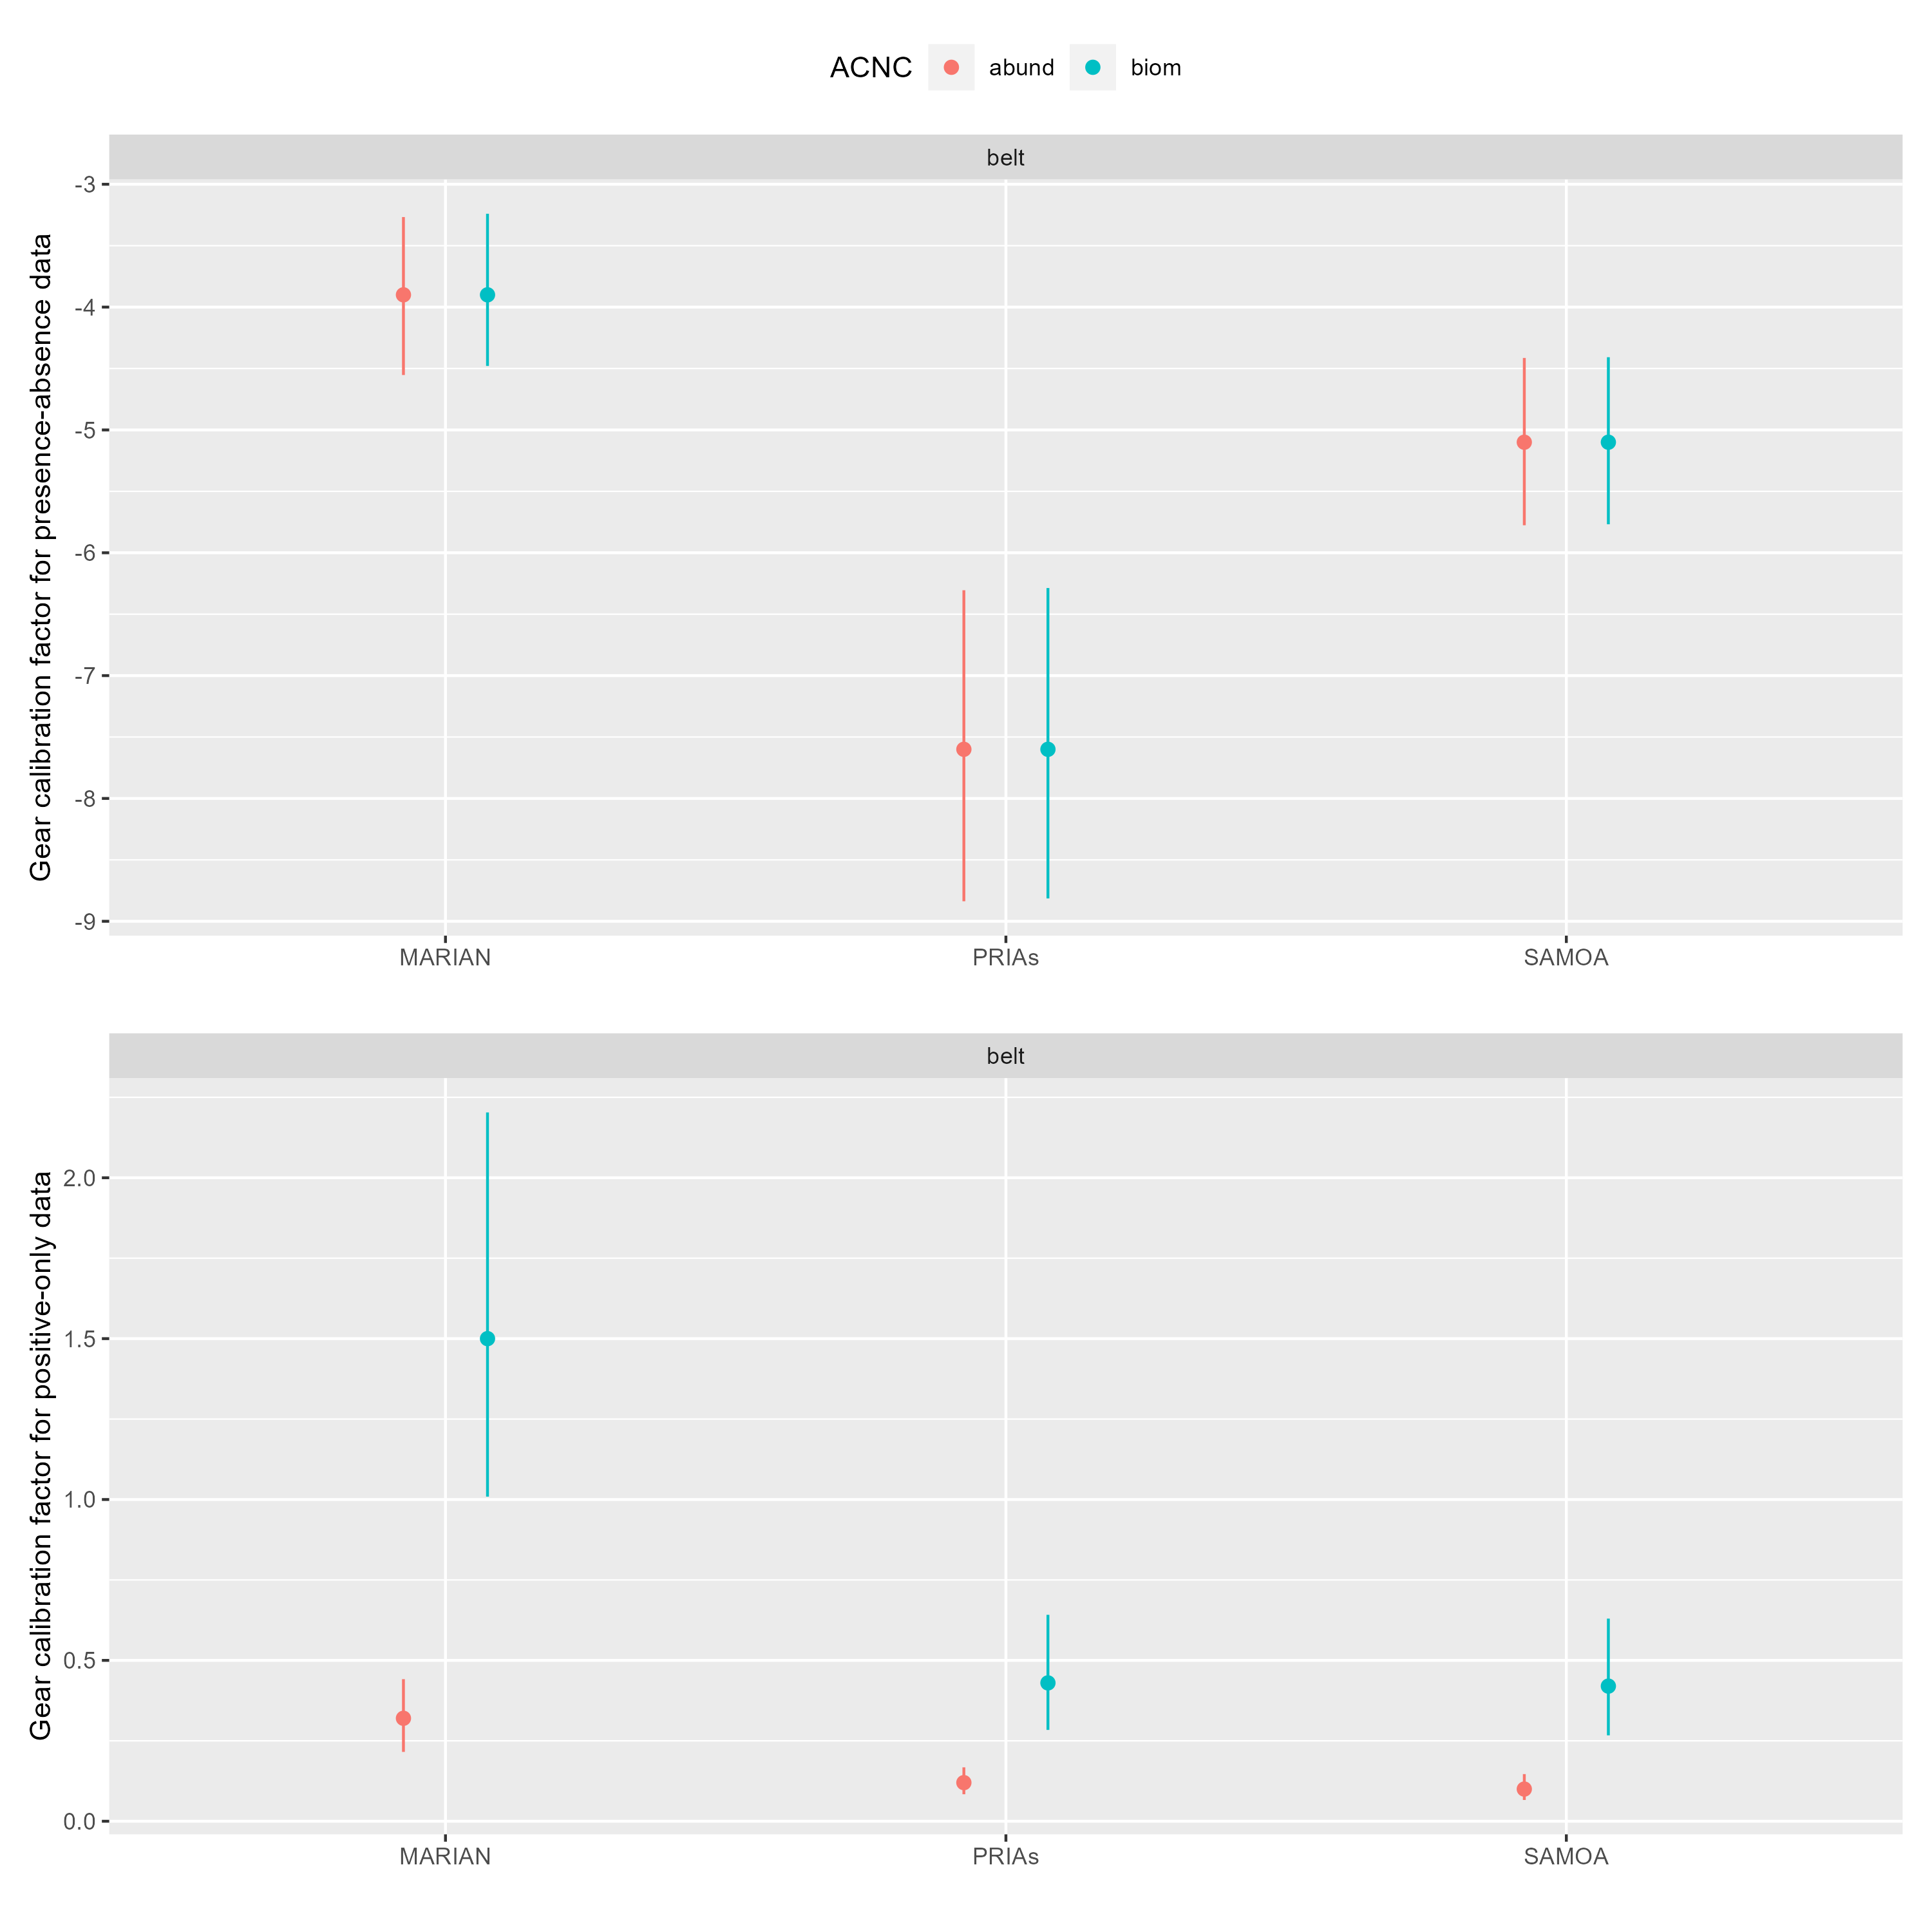 ACNC abund biom
belt
Gear calibration factor for presence-absence data
-3
-4
-5
-6
-7
-8
-9
MARIAN PRIAs SAMOA
belt
Gear calibration factor for positive-only data
2.0
1.5
1.0
0.5
0.0
MARIAN PRIAs SAMOA